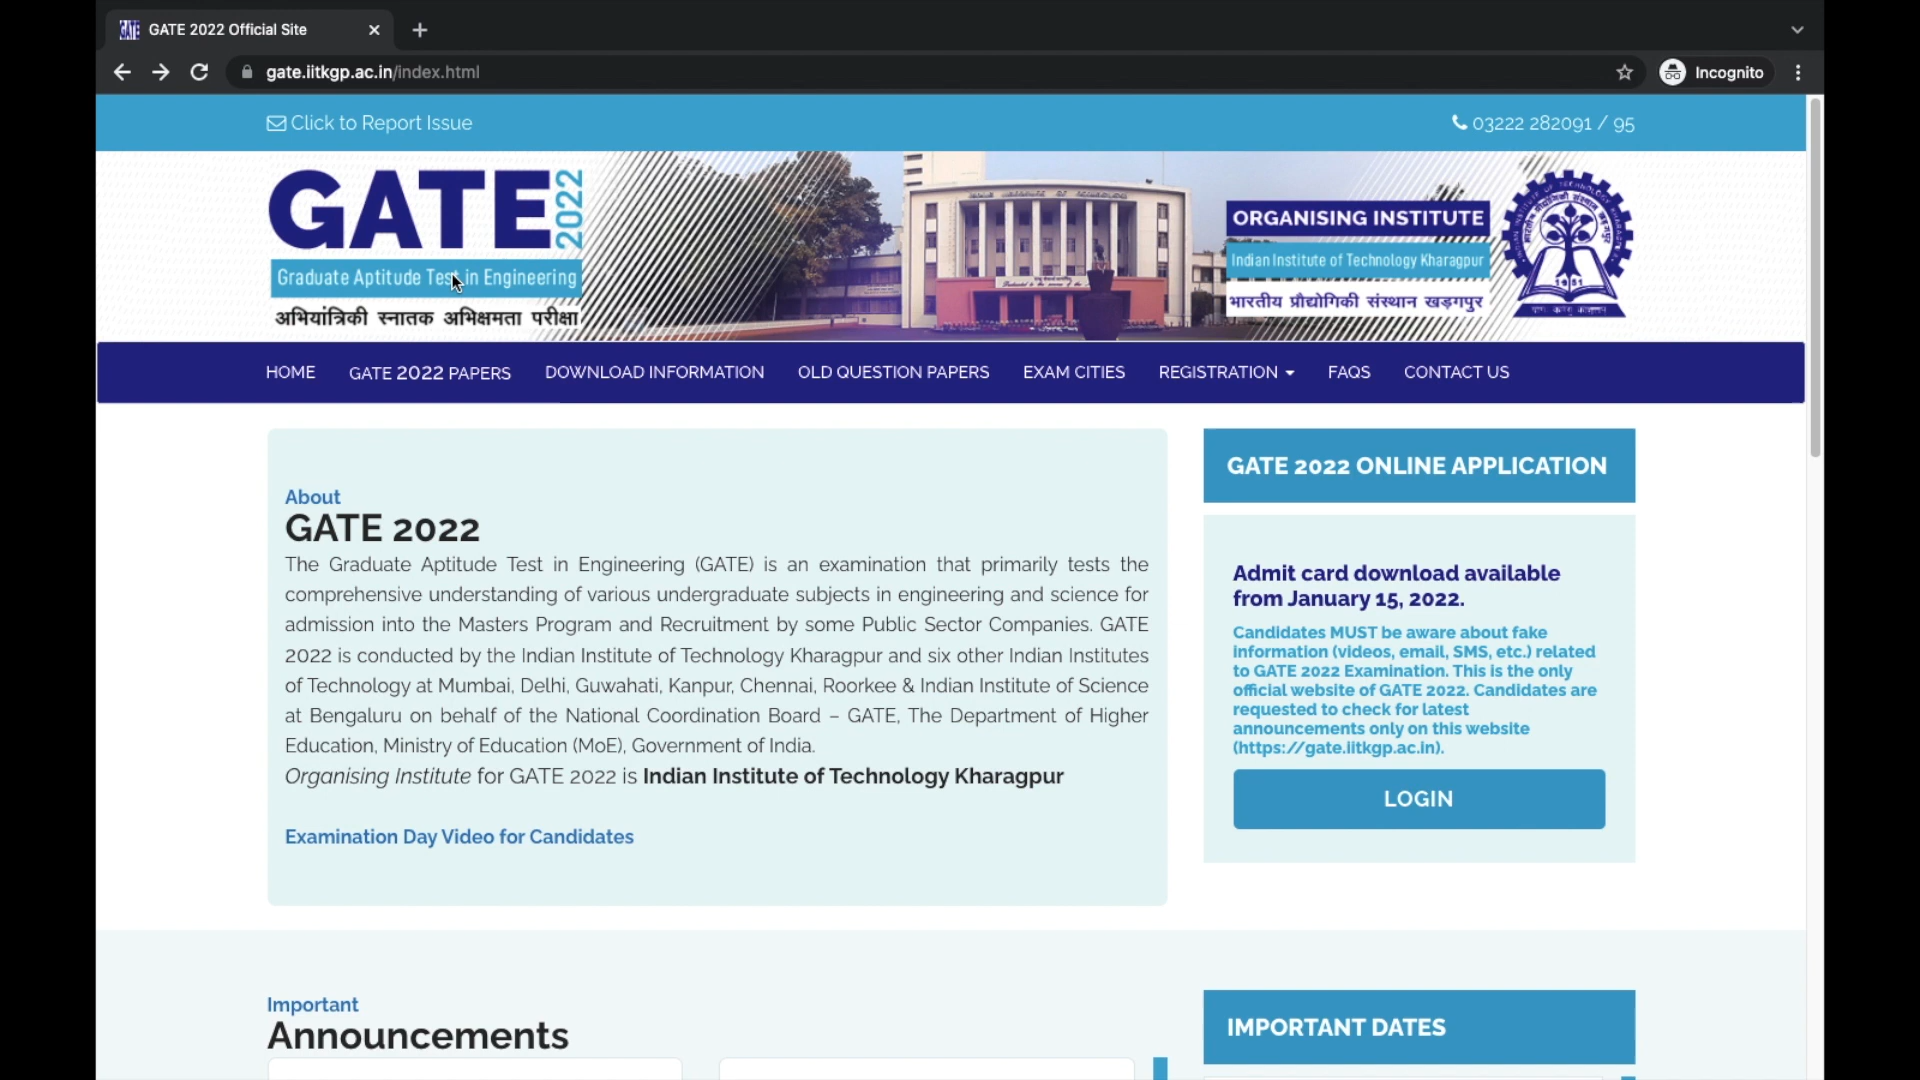 GATE 2022 Official Site
gate.iitkgp.ac.in/index.html
Incognito
Click to Report Issue
03222 282091 / 95
GATE 2022
Graduate Aptitude Test in Engineering
अभियांत्रिकी स्नातक अभिक्षमता परीक्षा
ORGANISING INSTITUTE
Indian Institute of Technology Kharagpur
भारतीय प्रौद्योगिकी संस्थान खड़गपुर
1951
HOME
GATE 2022 PAPERS
DOWNLOAD INFORMATION
OLD QUESTION PAPERS
EXAM CITIES
REGISTRATION
FAQS
CONTACT US
About
GATE 2022
The Graduate Aptitude Test in Engineering (GATE) is an examination that primarily tests the
comprehensive understanding of various undergraduate subjects in engineering and science for
admission into the Masters Program and Recruitment by some Public Sector Companies. GATE
2022 is conducted by the Indian Institute of Technology Kharagpur and six other Indian Institutes
of Technology at Mumbai, Delhi, Guwahati, Kanpur, Chennai, Roorkee & Indian Institute of Science
at Bengaluru on behalf of the National Coordination Board – GATE, The Department of Higher
Education, Ministry of Education (MoE), Government of India.
Organising Institute for GATE 2022 is Indian Institute of Technology Kharagpur
Examination Day Video for Candidates
GATE 2022 ONLINE APPLICATION
Admit card download available
from January 15, 2022.
Candidates MUST be aware about fake
information (videos, email, SMS, etc.) related
to GATE 2022 Examination. This is the only
official website of GATE 2022. Candidates are
requested to check for latest
announcements only on this website
(https://gate.iitkgp.ac.in).
LOGIN
Important
Announcements
IMPORTANT DATES